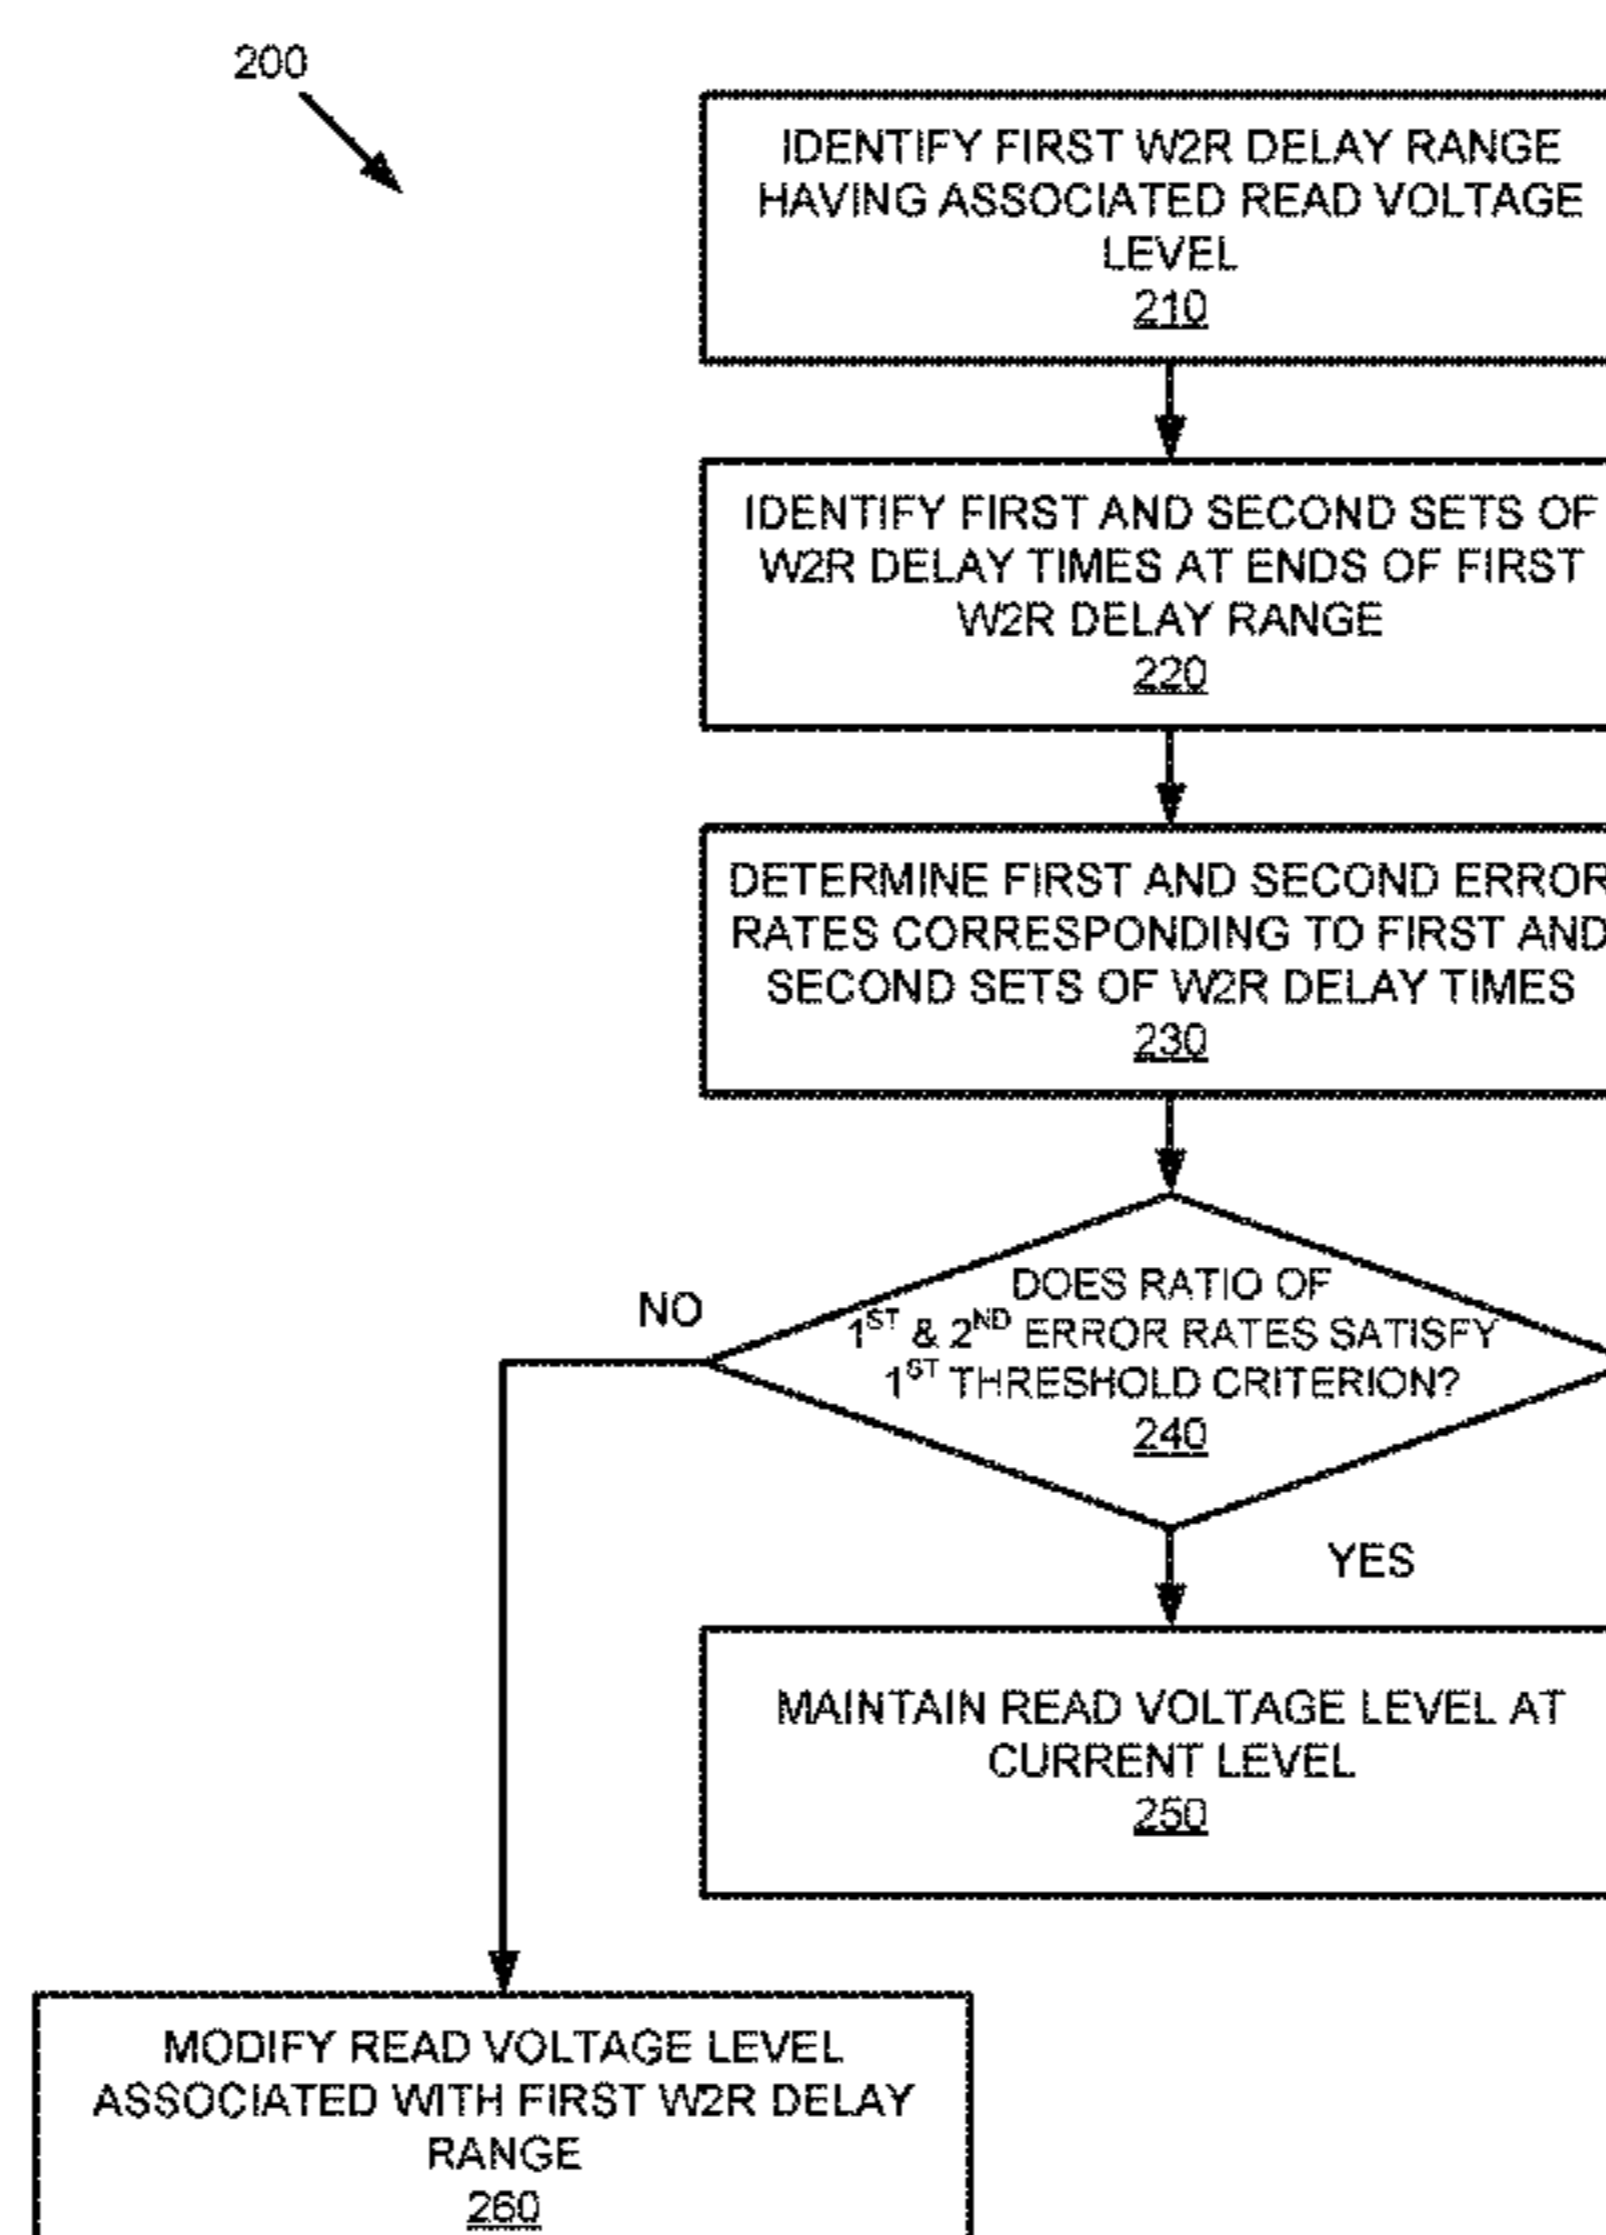 200
IDENTIFY FIRST W2R DELAY RANGE
HAVING ASSOCIATED READ VOLTAGE
LEVEL
210
IDENTIFY FIRST AND SECOND SETS OF
W2R DELAY TIMES AT ENDS OF FIRST
W2R DELAY RANGE
220
DETERMINE FIRST AND SECOND ERROR
RATES CORRESPONDING TO FIRST AND
SECOND SETS OF W2R DELAY TIMES
230
DOES RATIO OF
1ST & 2ND ERROR RATES SATISFY
1ST THRESHOLD CRITERION?
240
NO
YES
MAINTAIN READ VOLTAGE LEVEL AT
CURRENT LEVEL
250
MODIFY READ VOLTAGE LEVEL
ASSOCIATED WITH FIRST W2R DELAY
RANGE
260